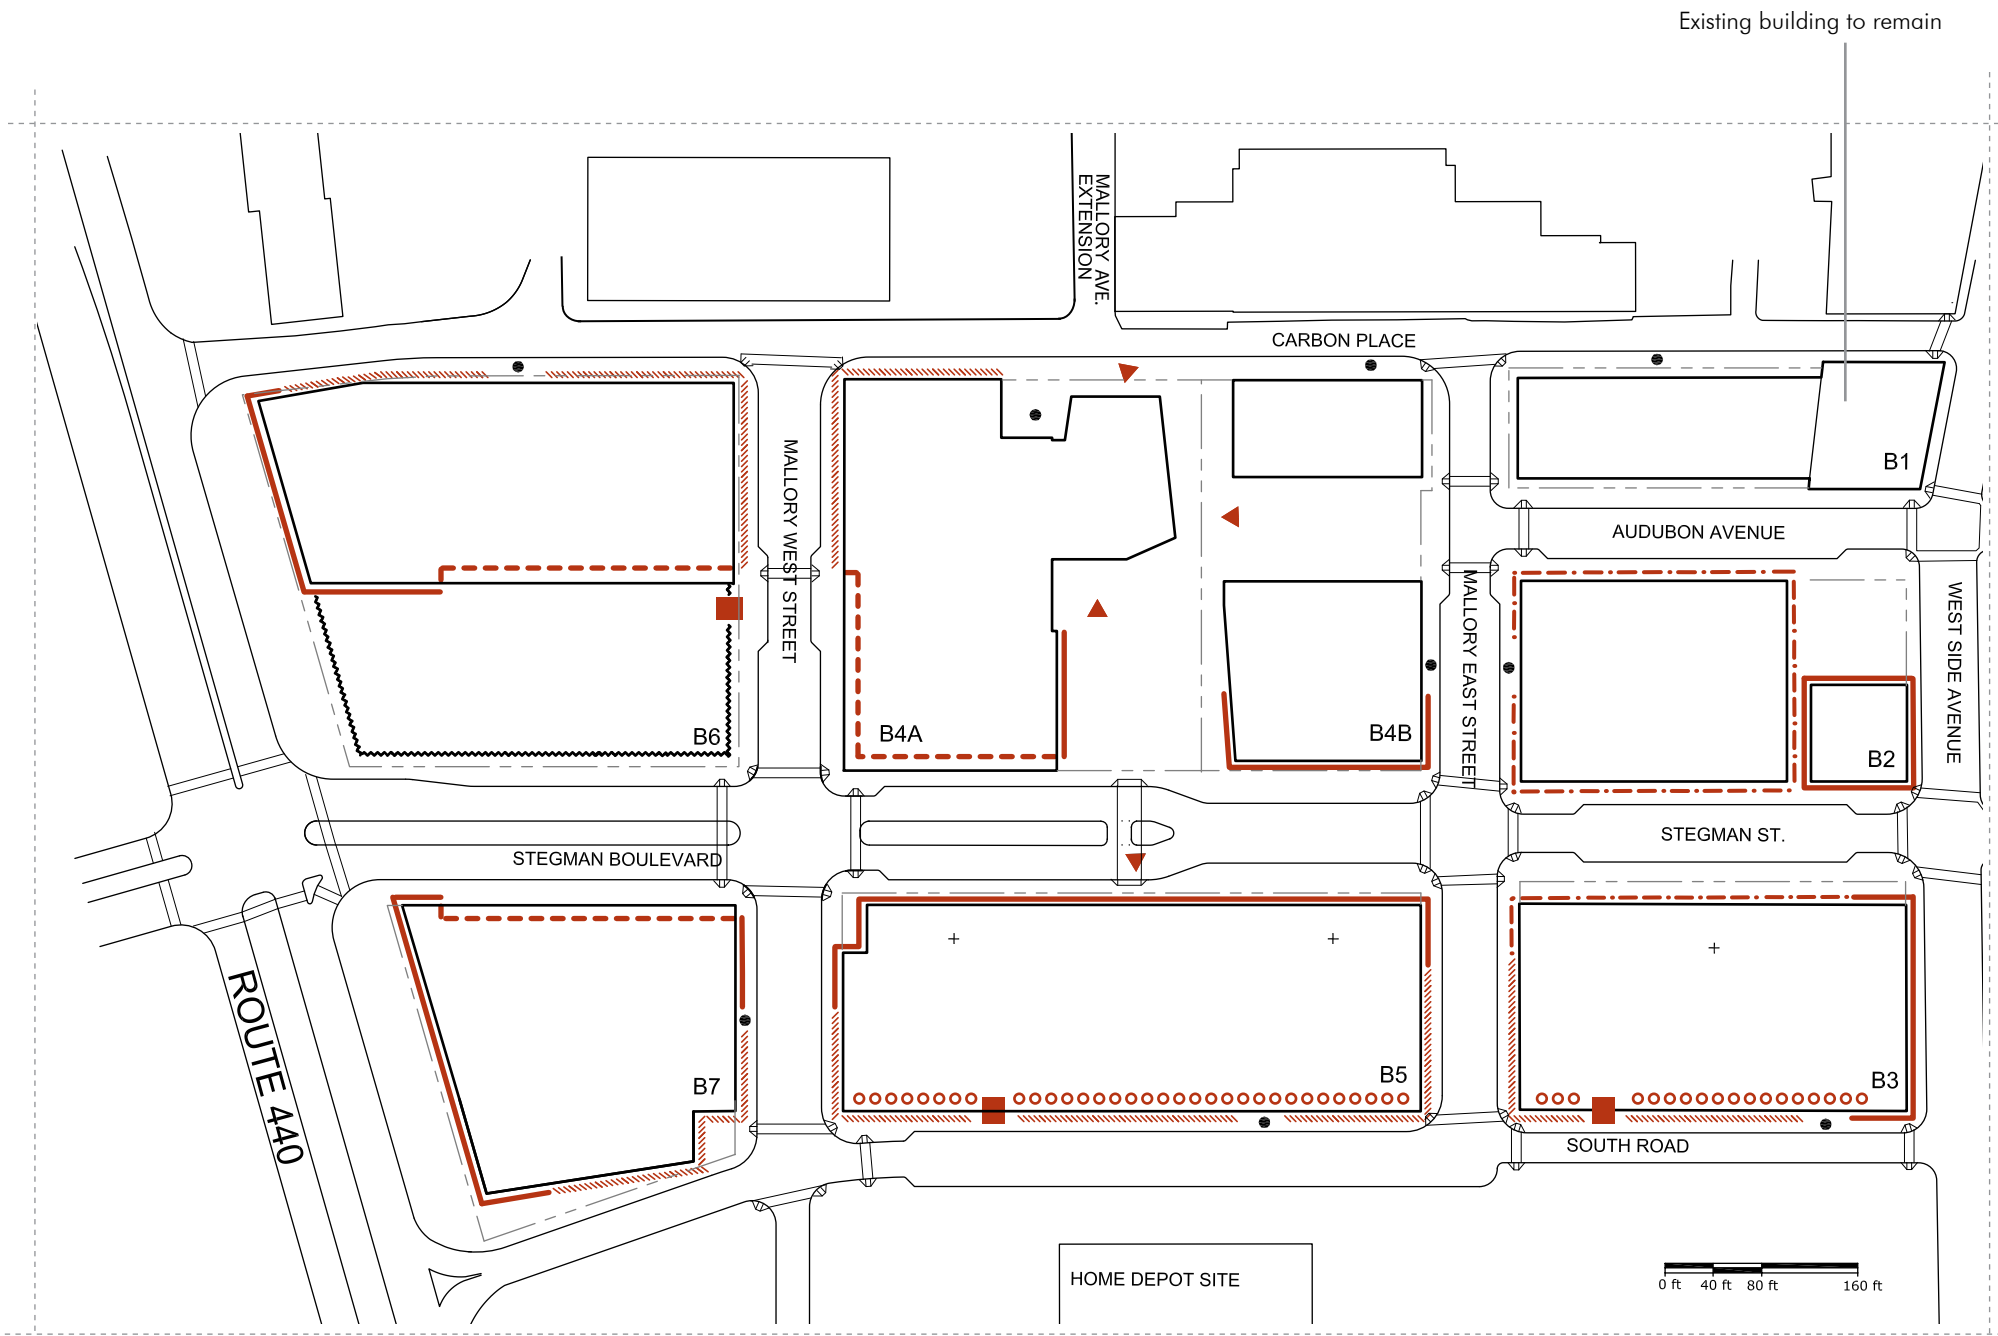 Existing building to remain
MALLORY AVE.
EXTENSION
CARBON PLACE
B1
MALLORY WEST STREET
AUDUBON AVENUE
MALLORY EAST STREET
WEST SIDE AVENUE
B6
B4A
B4B
B2
STEGMAN BOULEVARD
STEGMAN ST.
ROUTE 440
B7
B5
B3
SOUTH ROAD
HOME DEPOT SITE
0 ft 40 ft 80 ft 160 ft